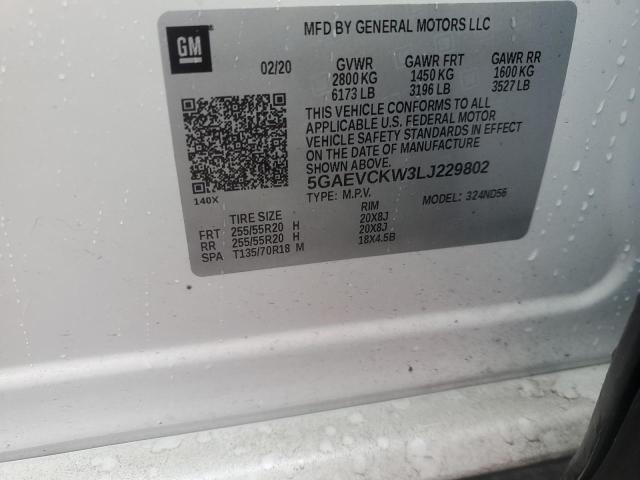 GM
MFD BY GENERAL MOTORS LLC
02/20 GVWR GAWR FRT GAWR RR
2800 KG 1450 KG 1600 KG
6173 LB 3196 LB 3527 LB
THIS VEHICLE CONFORMS TO ALL
APPLICABLE U.S. FEDERAL MOTOR
VEHICLE SAFETY STANDARDS IN EFFECT
ON THE DATE OF MANUFACTURE
SHOWN ABOVE.
140X
5GAEVCKW3LJ229802
TYPE: M.P.V. MODEL: 324ND56
TIRE SIZE RIM
FRT 255/55R20 H 20X8J
RR 255/55R20 H 20X8J
SPA T135/70R18 M 18X4.5B